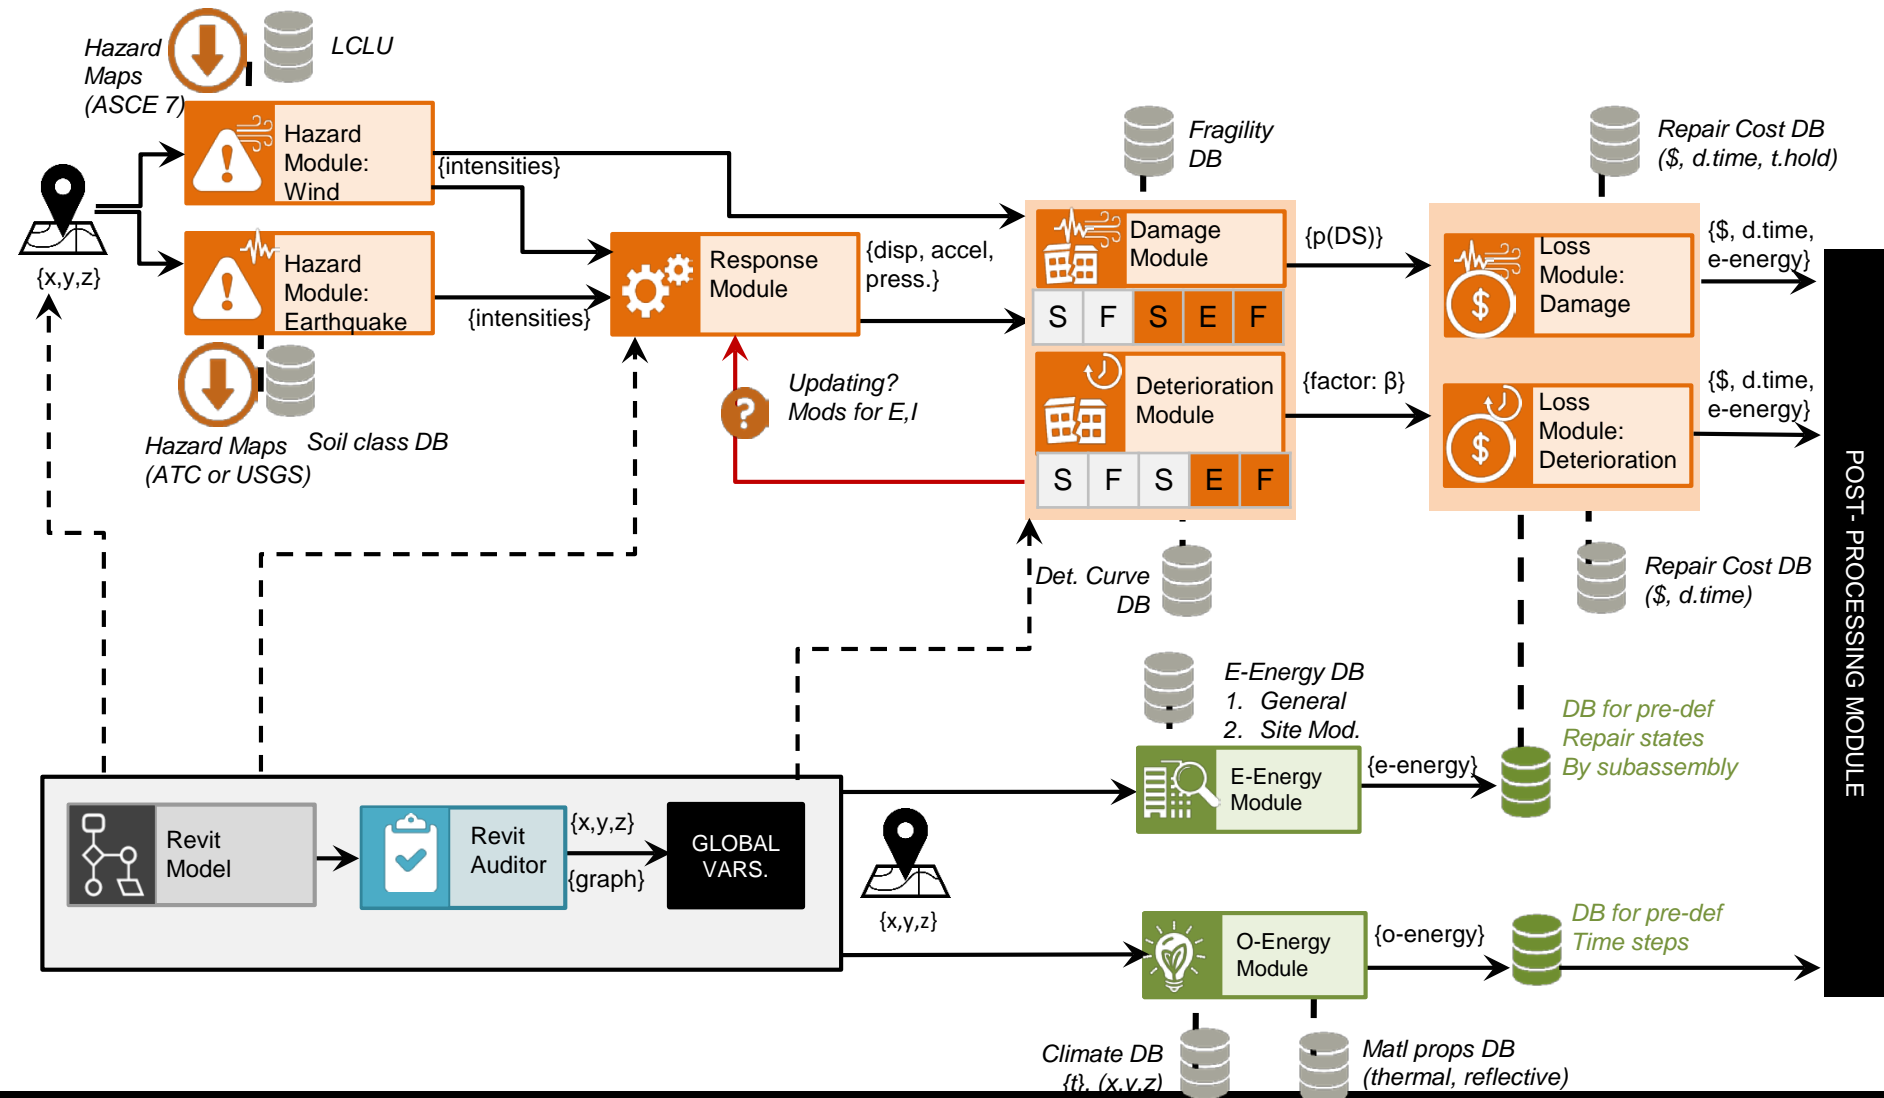 Hazard
Maps
(ASCE 7)
LCLU
Hazard
Module:
Wind
{intensities}
{x,y,z}
Hazard
Module:
Earthquake
{intensities}
Hazard Maps
(ATC or USGS)
Soil class DB
Response
Module
{disp, accel,
press.}
?
Updating?
Mods for E,I
Fragility
DB
Damage
Module
S F S E F
Deterioration
Module
S F S E F
Det. Curve
DB
{p(DS)}
{factor: β}
Repair Cost DB
($, d.time, t.hold)
$
Loss
Module:
Damage
{$, d.time,
e-energy}
$
Loss
Module:
Deterioration
{$, d.time,
e-energy}
Repair Cost DB
($, d.time)
POST- PROCESSING MODULE
E-Energy DB
1. General
2. Site Mod.
E-Energy
Module
{e-energy}
DB for pre-def
Repair states
By subassembly
Revit
Model
Revit
Auditor
{x,y,z}
{graph}
GLOBAL
VARS.
{x,y,z}
O-Energy
Module
{o-energy}
DB for pre-def
Time steps
Climate DB
{t}, (x,y,z)
Matl props DB
(thermal, reflective)